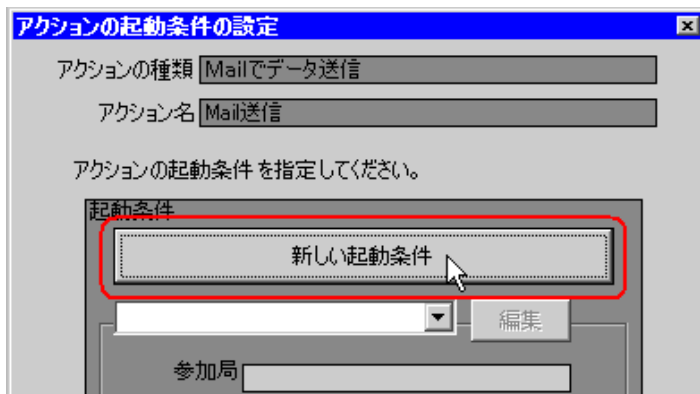 アクションの起動条件の設定
アクションの種類 Mailでデータ送信
アクション名 Mail送信
アクションの起動条件 を指定してください。
起動条件
新しい起動条件
編集
参加局